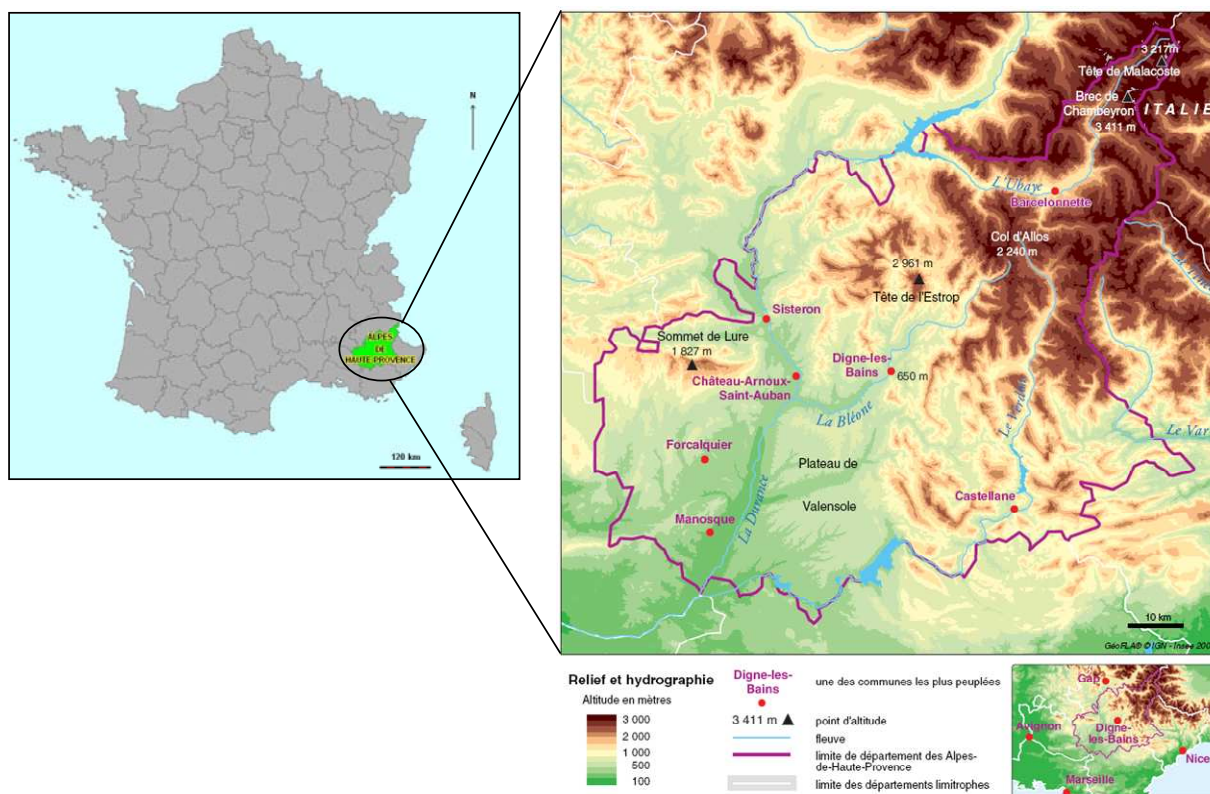 N
ALPES
DE
HAUTE PROVENCE
120 km
3 217m
Tête de Malacoste
Brec de
Chambeyron
3 411 m
ITALIE
L'Ubaye
Barcelonnette
Col d'Allos
2 240 m
2 961 m
Tête de l'Estrop
Sisteron
Sommet de Lure
1 827 m
Digne-les-
Bains
650 m
Château-Arnoux-
Saint-Auban
La Bléone
Le Verdon
Le Var
Forcalquier
Plateau de
Valensole
La Durance
Castellane
Manosque
10 km
Relief et hydrographie
Altitude en mètres
3 000
2 000
1 000
500
100
Digne-les-
Bains
une des communes les plus peuplées
3 411 m
point d'altitude
fleuve
limite de département des Alpes-
de-Haute-Provence
limite des départements limitrophes
Gap
Avignon
Digne-
les-Bains
Nice
Marseille